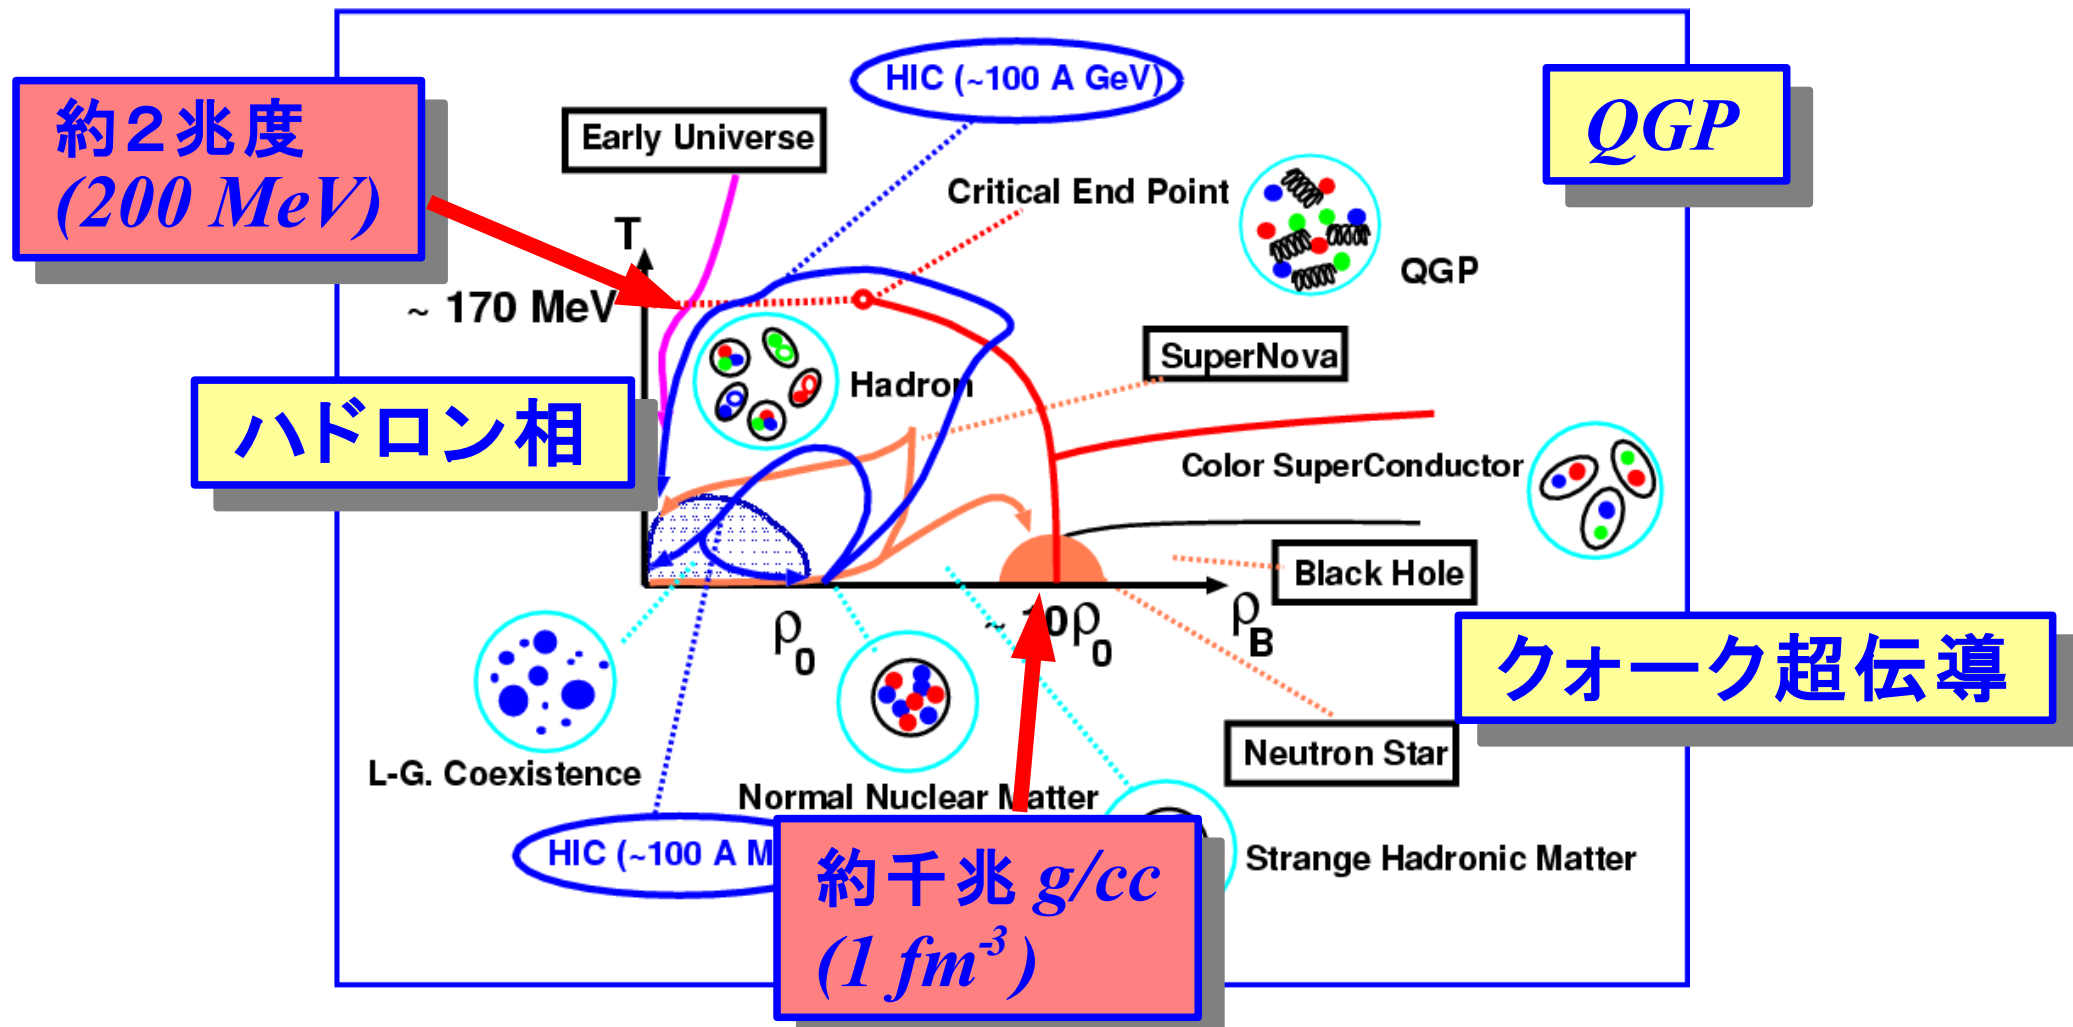 HIC (~100 A GeV)
約2兆度
(200 MeV)
QGP
Early Universe
Critical End Point
T
QGP
~ 170 MeV
SuperNova
Hadron
ハドロン相
Color SuperConductor
Black Hole
ρ0
ρ0
ρB
クォーク超伝導
Neutron Star
L-G. Coexistence
Normal Nuclear Matter
HIC (~100 A
Strange Hadronic Matter
約千兆 g/cc
(1 fm-3)